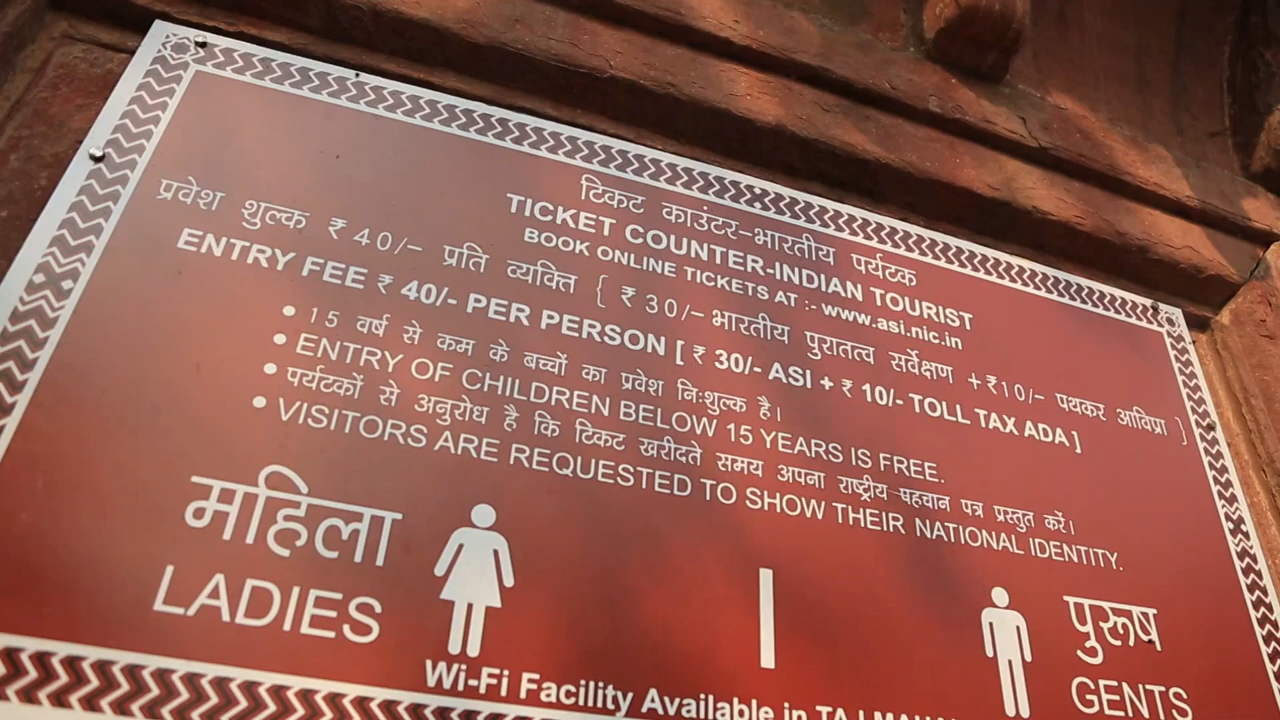 टिकट काउंटर-भारतीय पर्यटक
TICKET COUNTER-INDIAN TOURIST
BOOK ONLINE TICKETS AT :- www.asi.nic.in
प्रवेश शुल्क ₹ 40/- प्रति व्यक्ति { ₹ 30/- भारतीय पुरातत्व सर्वेक्षण + ₹10/- पथकर आविप्रा }
ENTRY FEE ₹ 40/- PER PERSON [ ₹ 30/- ASI + ₹ 10/- TOLL TAX ADA ]
• 15 वर्ष से कम के बच्चों का प्रवेश निःशुल्क है।
• ENTRY OF CHILDREN BELOW 15 YEARS IS FREE.
• पर्यटकों से अनुरोध है कि टिकट खरीदते समय अपना राष्ट्रीय पहचान पत्र प्रस्तुत करें।
• VISITORS ARE REQUESTED TO SHOW THEIR NATIONAL IDENTITY.
महिला
LADIES
पुरूष
GENTS
Wi-Fi Facility Available in TAJ MAHAL